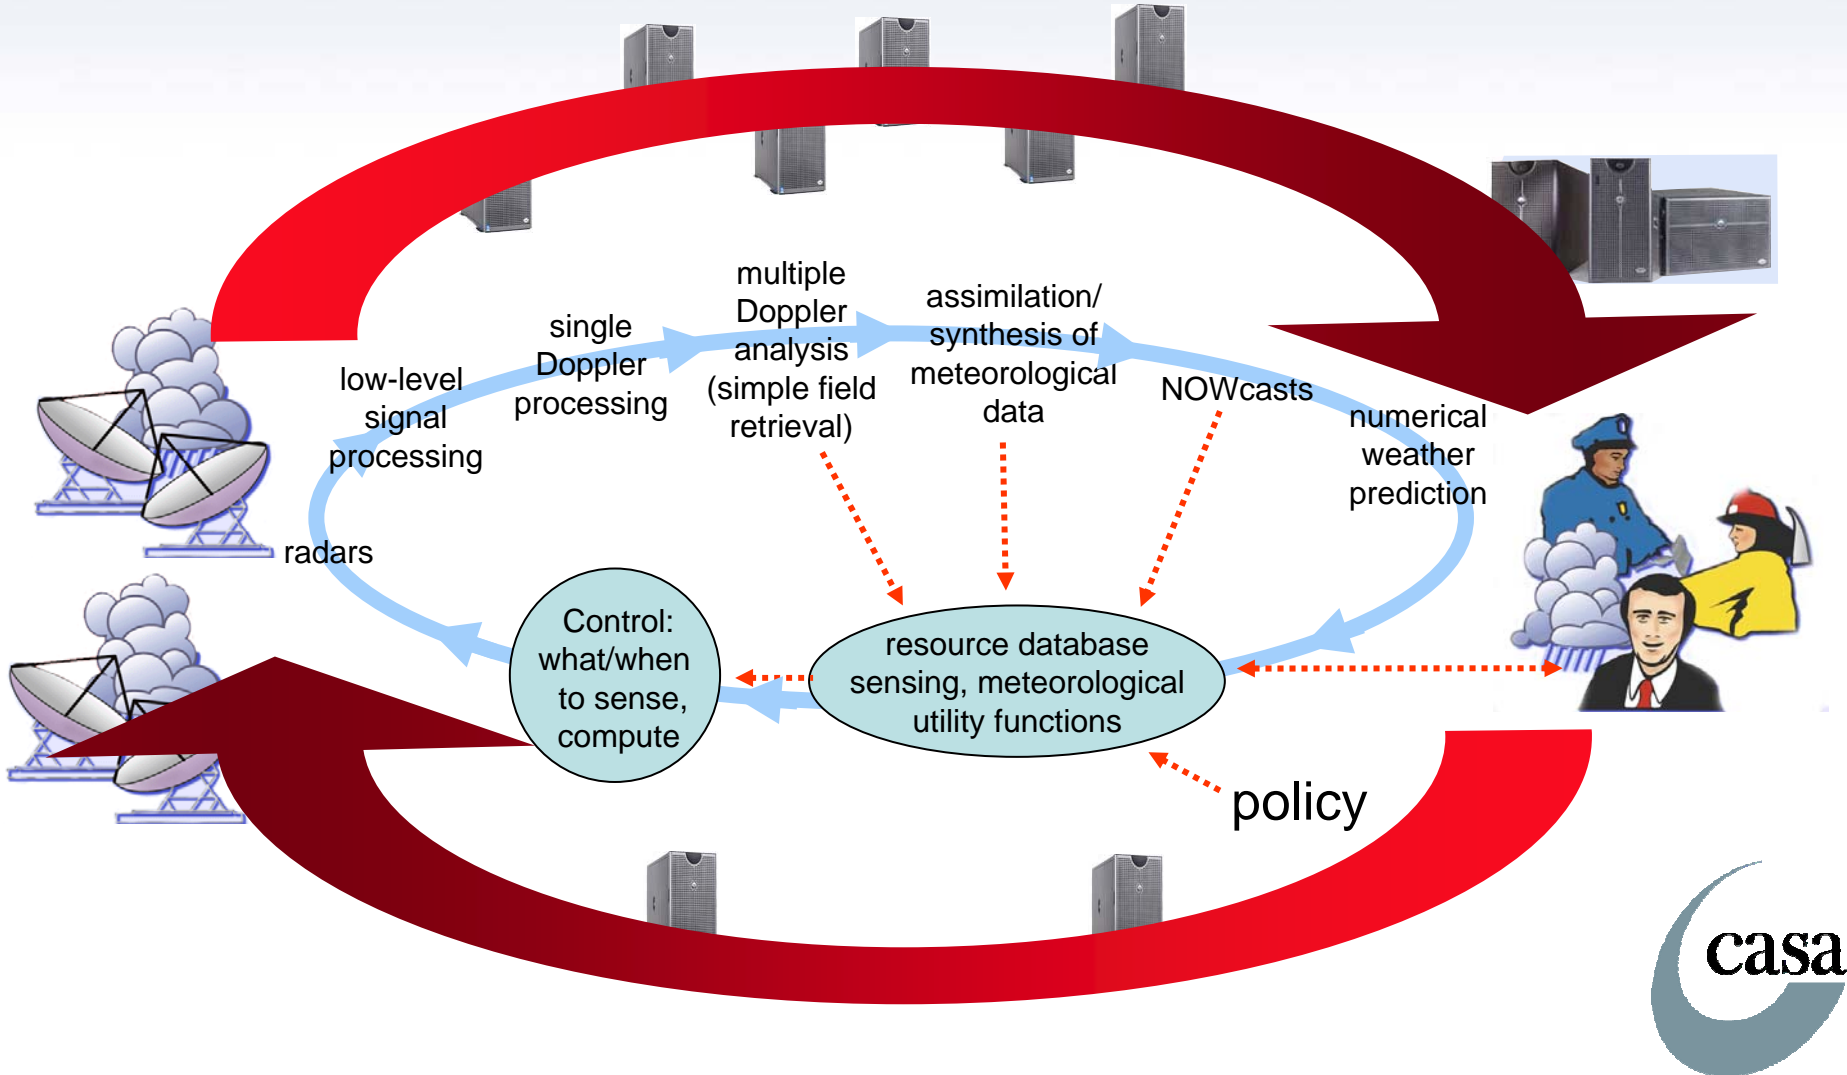 multiple
Doppler
analysis
(simple field
retrieval)
assimilation/
synthesis of
meteorological
data
single
Doppler
processing
low-level
signal
processing
NOWcasts
numerical
weather
prediction
radars
Control:
what/when
to sense,
compute
resource database
sensing, meteorological
utility functions
policy
casa